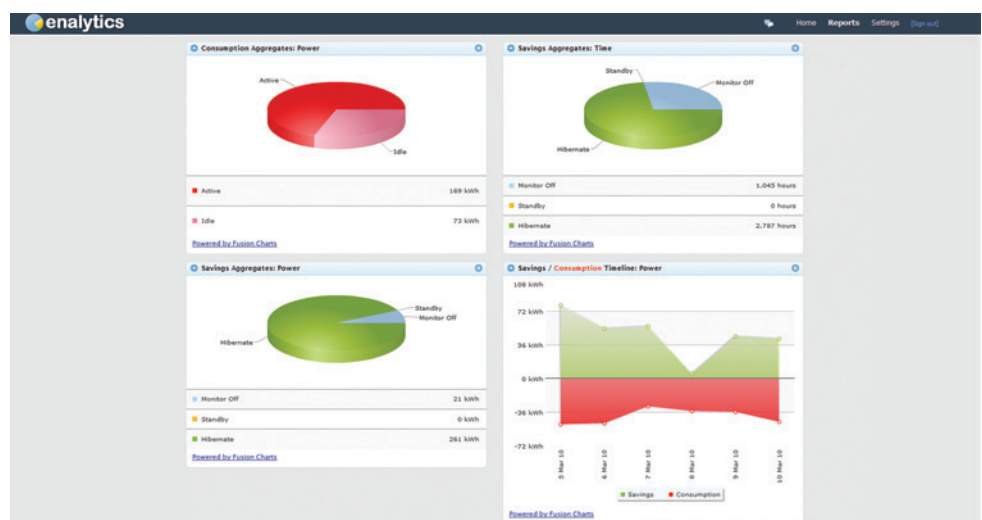 enalytics
Home Reports Settings [Sign out]
Consumption Aggregates: Power
Active
Idle
Active 169 kWh
Idle 73 kWh
Powered by Fusion Charts
Savings Aggregates: Time
Standby
Monitor Off
Hibernate
Monitor Off 1,045 hours
Standby 0 hours
Hibernate 2,787 hours
Powered by Fusion Charts
Savings Aggregates: Power
Standby
Monitor Off
Hibernate
Monitor Off 21 kWh
Standby 0 kWh
Hibernate 261 kWh
Powered by Fusion Charts
Savings / Consumption Timeline: Power
108 kWh
72 kWh
36 kWh
0 kWh
-36 kWh
-72 kWh
5 Mar 10
6 Mar 10
7 Mar 10
8 Mar 10
9 Mar 10
10 Mar 10
Savings Consumption
Powered by Fusion Charts